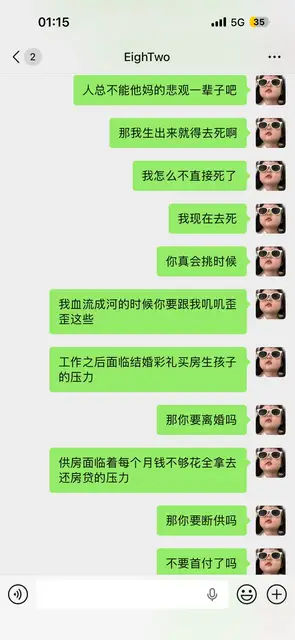 01:15
5G
35
2
EighTwo
人总不能他妈的悲观一辈子吧
那我生出来就得去死啊
我怎么不直接死了
我现在去死
你真会挑时候
我血流成河的时候你要跟我叽叽歪
歪这些
工作之后面临结婚彩礼买房生孩子
的压力
那你要离婚吗
供房面临着每个月钱不够花全拿去
还房贷的压力
那你要断供吗
不要首付了吗